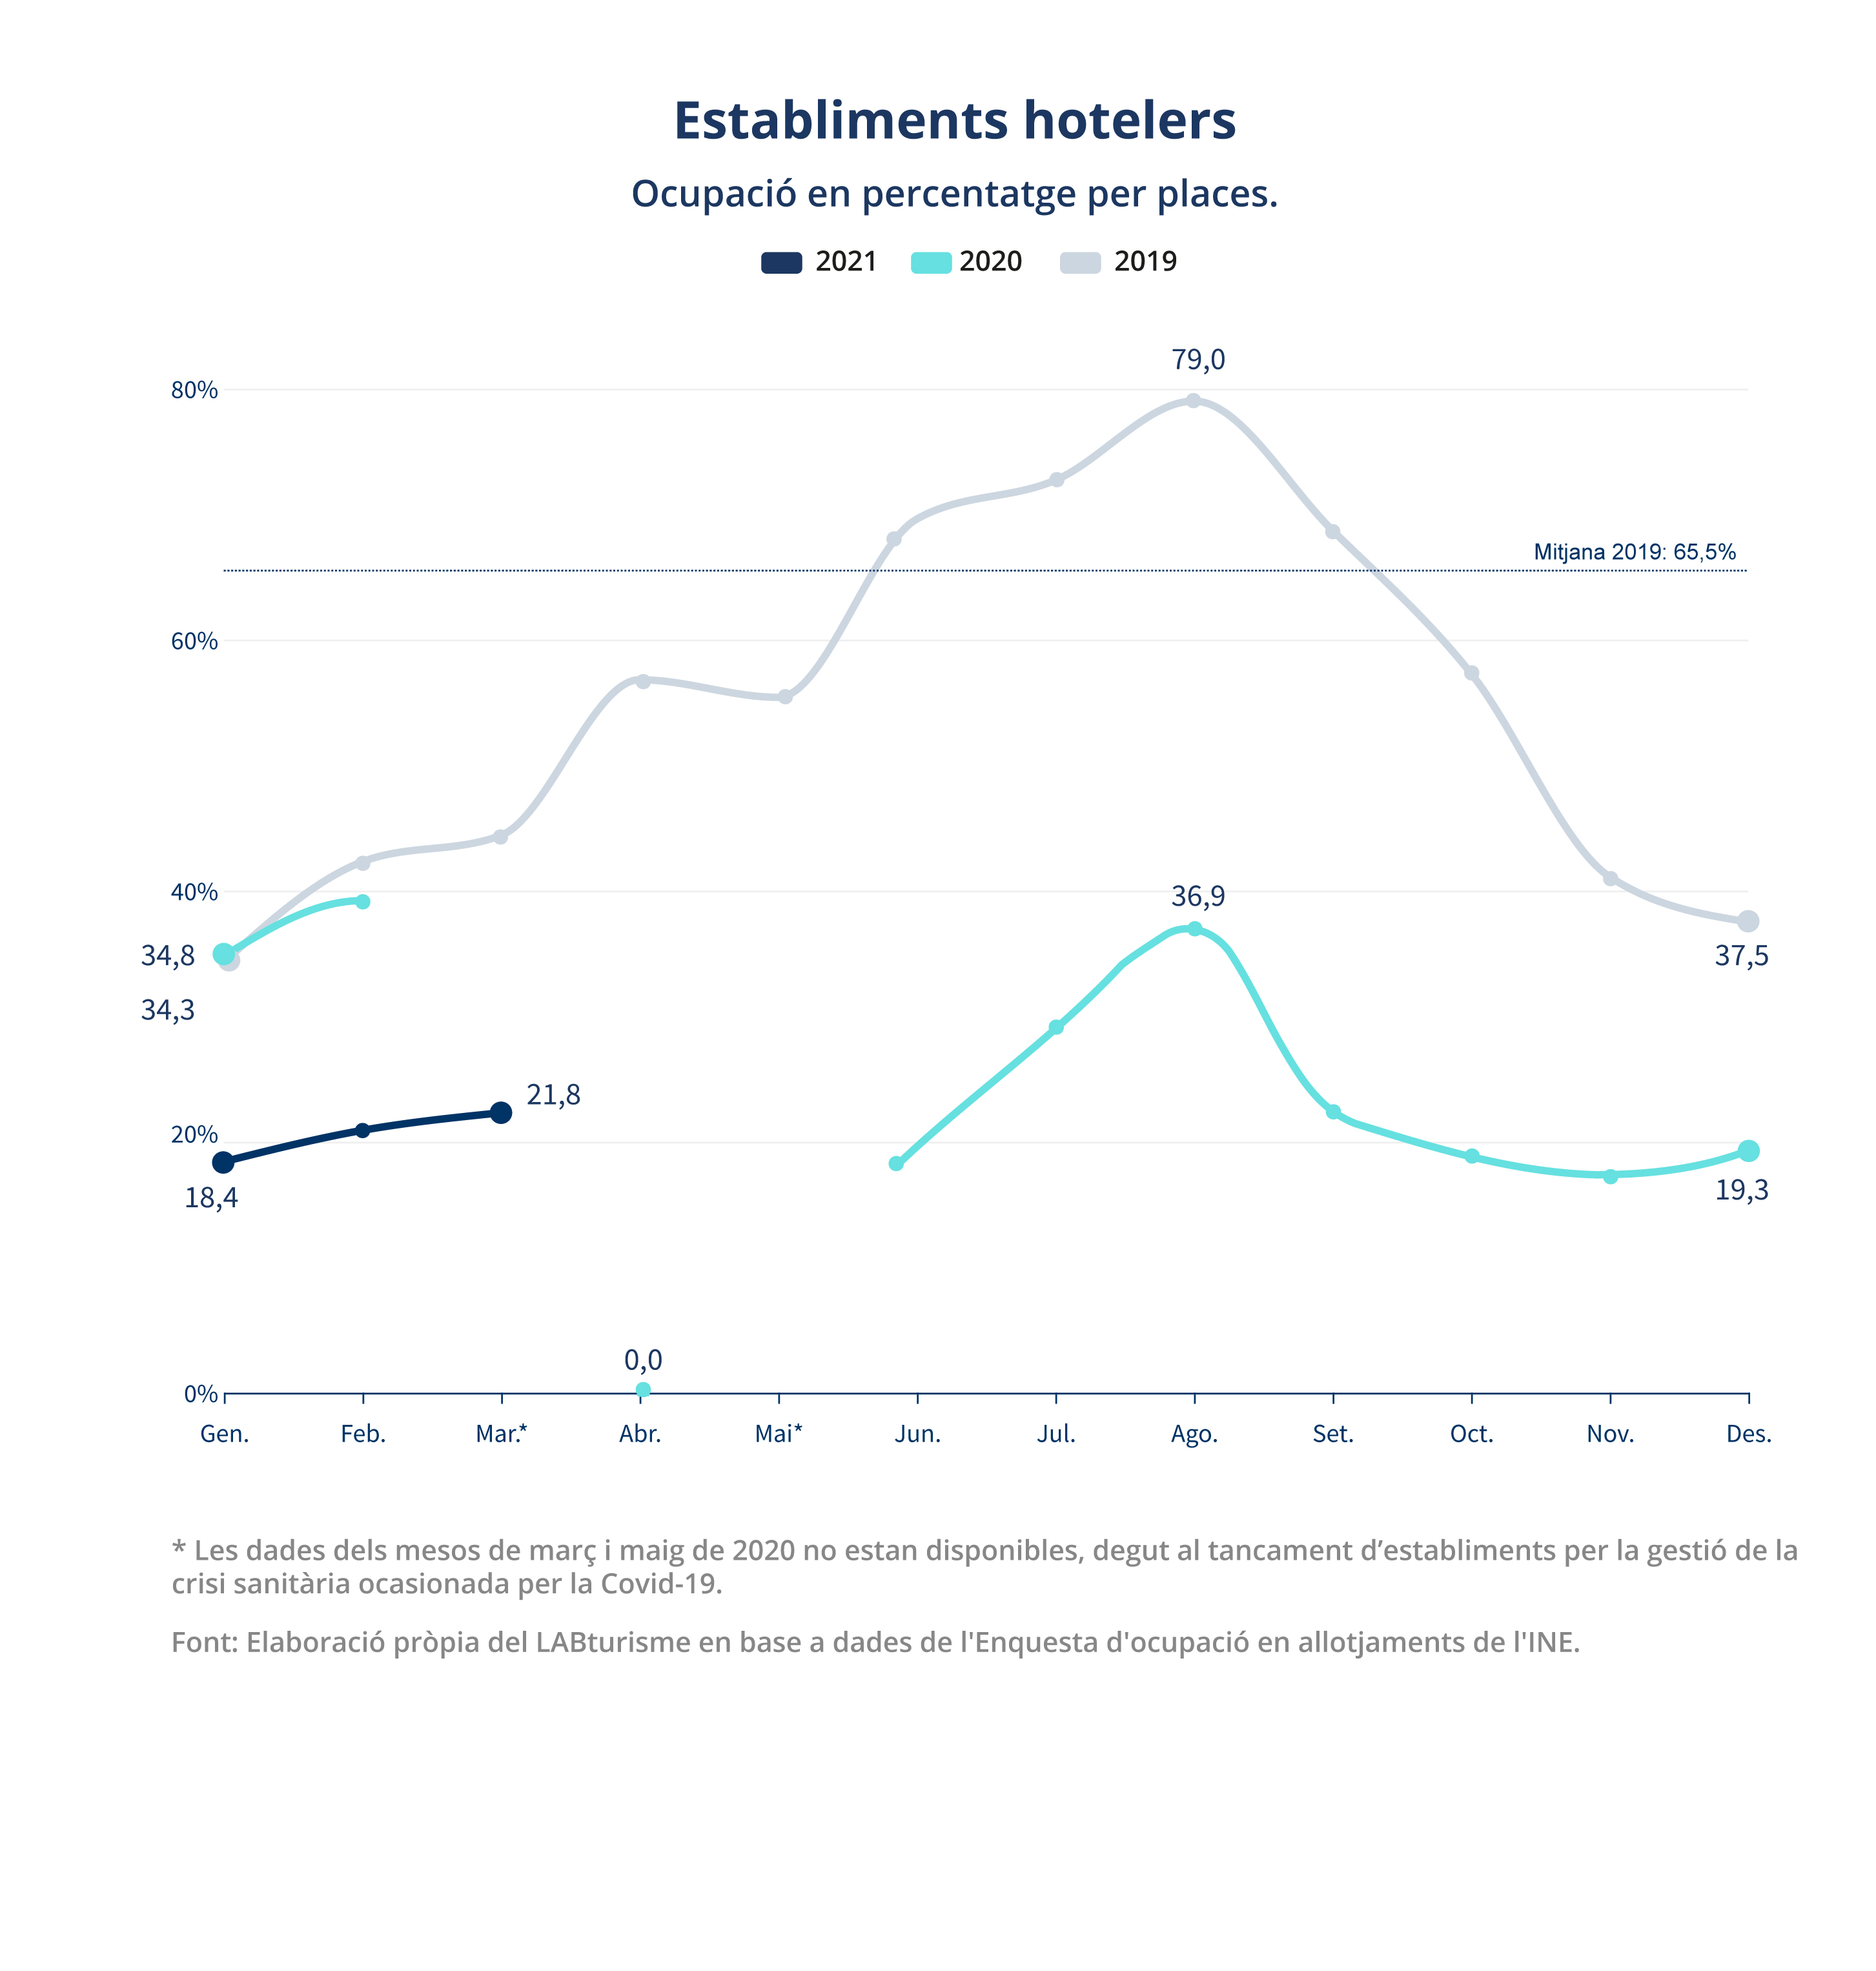 Establiments hotelers
Ocupació en percentatge per places.
2021 2020 2019
79,0
80%
Mitjana 2019: 65,5%
60%
40%
36,9
34,8
37,5
34,3
21,8
20%
18,4
19,3
0,0
0%
Gen. Feb. Mar.* Abr. Mai* Jun. Jul. Ago. Set. Oct. Nov. Des.
* Les dades dels mesos de març i maig de 2020 no estan disponibles, degut al tancament d’establiments per la gestió de la
crisi sanitària ocasionada per la Covid-19.
Font: Elaboració pròpia del LABturisme en base a dades de l'Enquesta d'ocupació en allotjaments de l'INE.